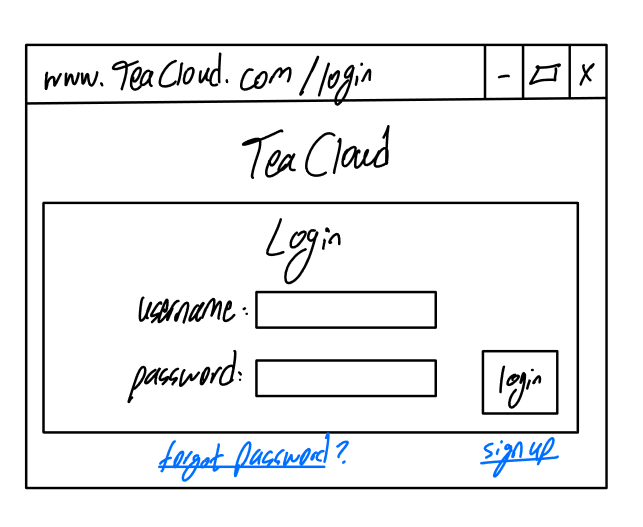 www.TeaCloud.com/login - X
TeaCloud
Login
username:
password:
login
forgot password?
sign up